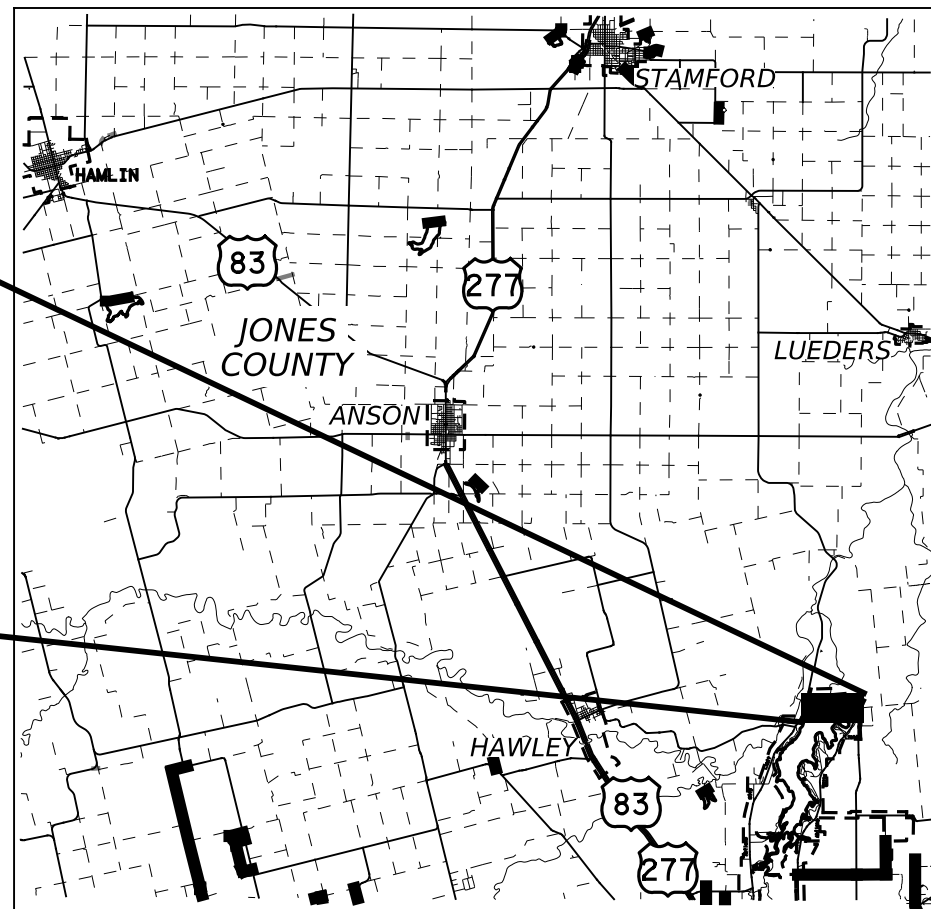 STAMFORD
HAMLIN
83
277
JONES
COUNTY
LUEDERS
ANSON
HAWLEY
83
277